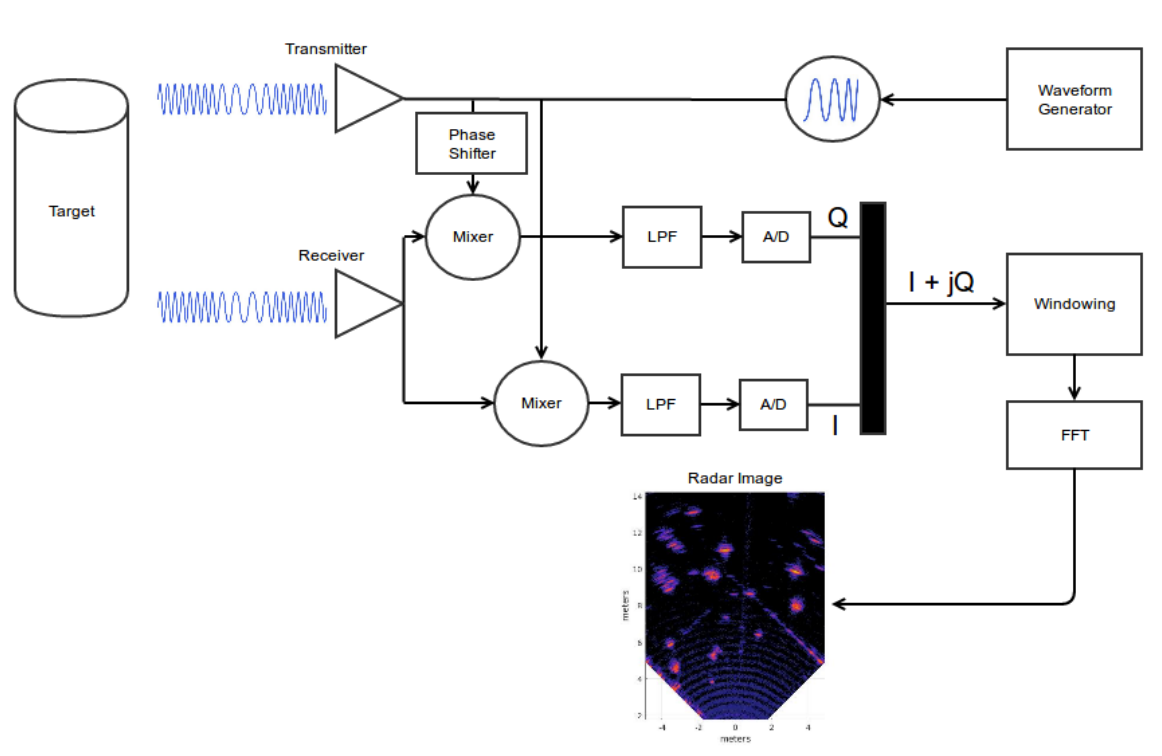 Transmitter
Waveform
Generator
Phase
Shifter
Target
Mixer
LPF
A/D
Q
Receiver
I + jQ
Windowing
Mixer
LPF
A/D
I
FFT
Radar Image
14
12
10
8
6
4
2
meters
-4
-2
0
2
4
meters